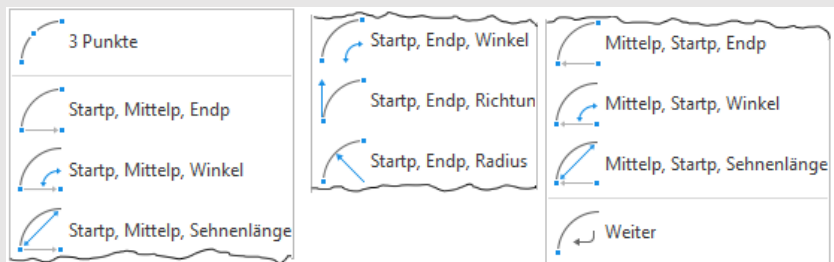 3 Punkte
Startp, Mittelp, Endp
Startp, Mittelp, Winkel
Startp, Mittelp, Sehnenlänge
Startp, Endp, Winkel
Startp, Endp, Richtun
Startp, Endp, Radius
Mittelp, Startp, Endp
Mittelp, Startp, Winkel
Mittelp, Startp, Sehnenlänge
Weiter